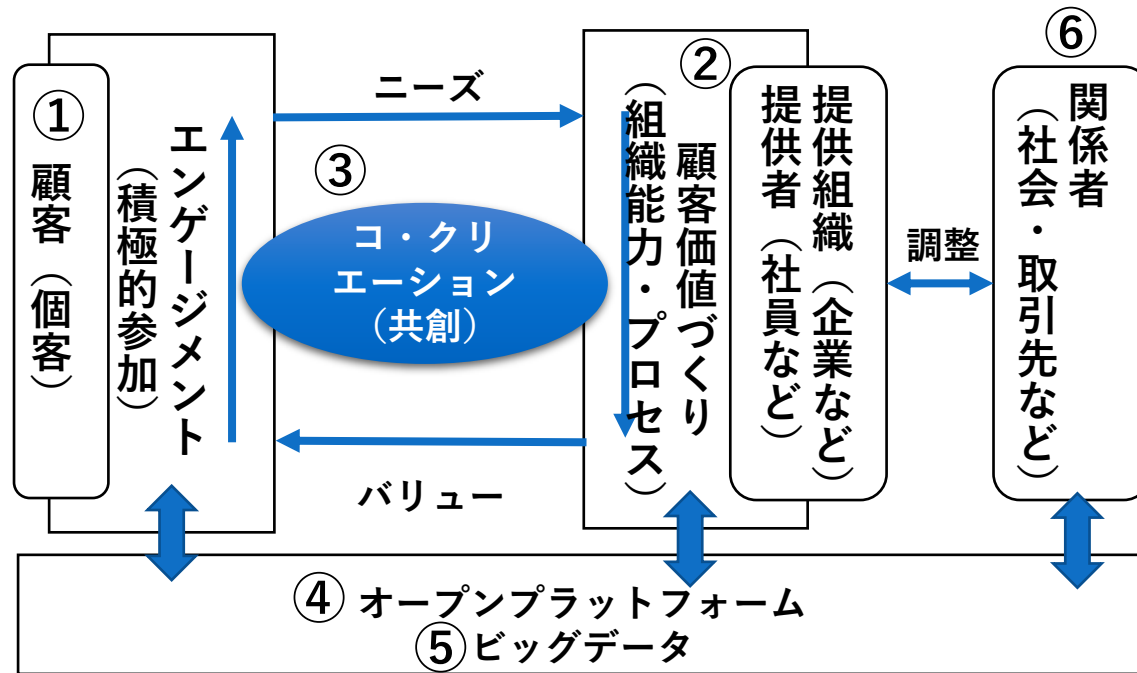 ①
顧客（個客）
エンゲージメント
（積極的参加）
ニーズ
③
コ・クリ
エーション
（共創）
バリュー
②
顧客価値づくり
（組織能力・プロセス）
提供組織（企業など）
提供者（社員など）
調整
⑥
関係者
（社会・取引先など）
④ オープンプラットフォーム
⑤ ビッグデータ